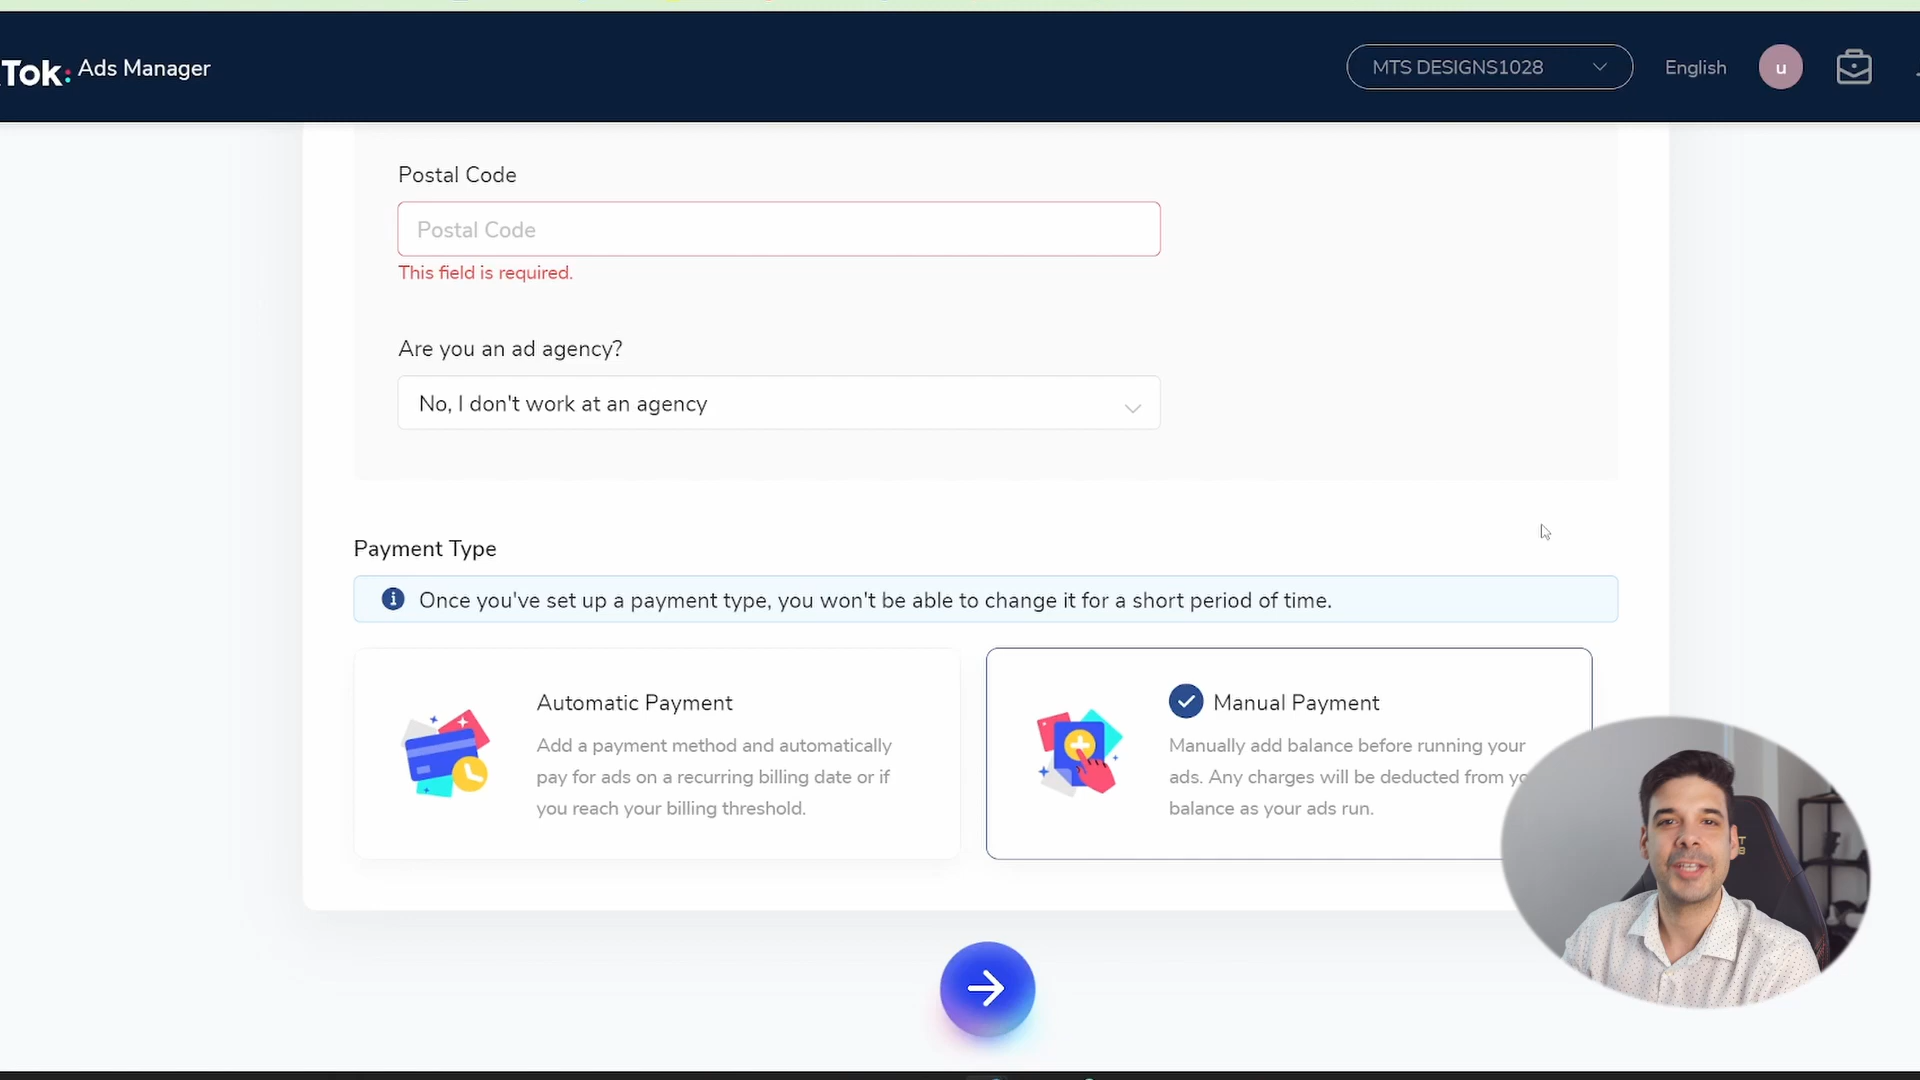 Tok: Ads Manager
MTS DESIGNS1028
English
u
Postal Code
Postal Code
This field is required.
Are you an ad agency?
No, I don't work at an agency
Payment Type
Once you've set up a payment type, you won't be able to change it for a short period of time.
Automatic Payment
Add a payment method and automatically
pay for ads on a recurring billing date or if
you reach your billing threshold.
Manual Payment
Manually add balance before running your
ads. Any charges will be deducted from yo
balance as your ads run.